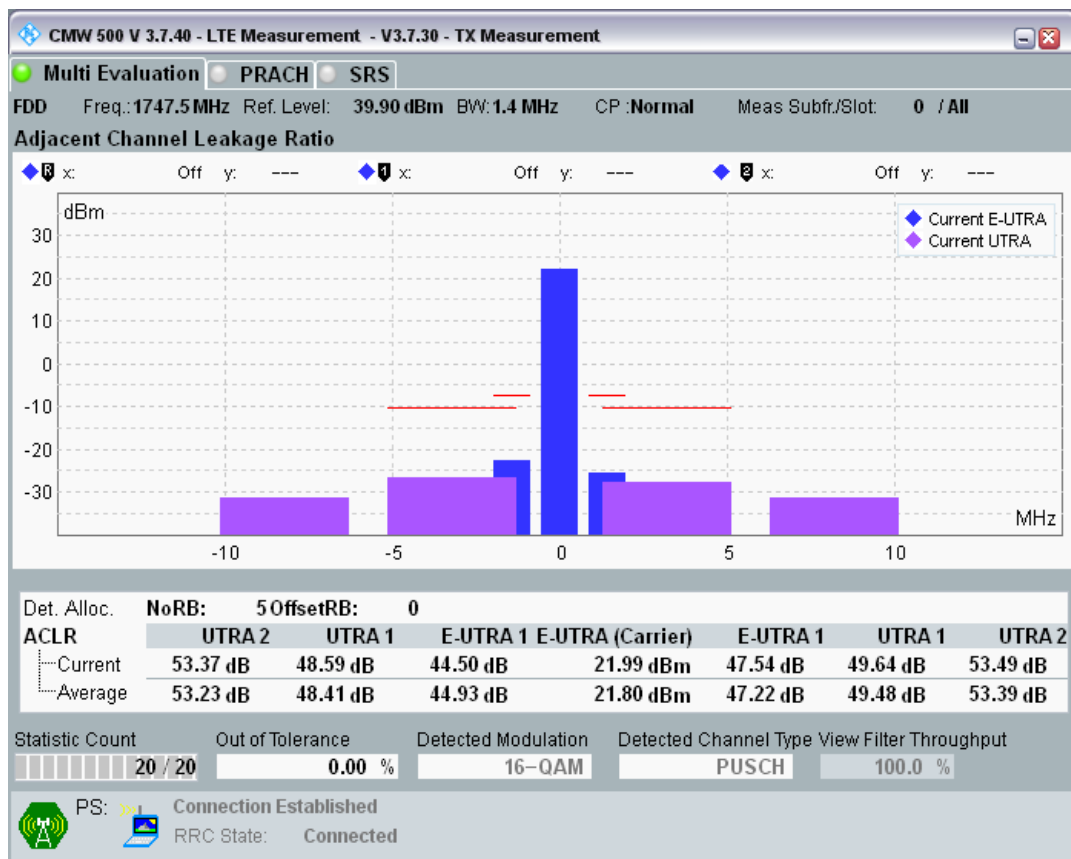 CMW 500 V 3.7.40 - LTE Measurement - V3.7.30 - TX Measurement
Multi Evaluation PRACH SRS
FDD Freq.: 1747.5 MHz Ref. Level: 39.90 dBm BW: 1.4 MHz CP :Normal Meas Subfr./Slot: 0 / All
Adjacent Channel Leakage Ratio
R x: Off y: --- 1 x: Off y: --- 2 x: Off y: ---
dBm
Current E-UTRA
Current UTRA
30
20
10
0
-10
-20
-30
MHz
-10 -5 0 5 10
Det. Alloc. NoRB: 5 OffsetRB: 0
ACLR UTRA 2 UTRA 1 E-UTRA 1 E-UTRA (Carrier) E-UTRA 1 UTRA 1 UTRA 2
Current 53.37 dB 48.59 dB 44.50 dB 21.99 dBm 47.54 dB 49.64 dB 53.49 dB
Average 53.23 dB 48.41 dB 44.93 dB 21.80 dBm 47.22 dB 49.48 dB 53.39 dB
Statistic Count Out of Tolerance Detected Modulation Detected Channel Type View Filter Throughput
20 / 20 0.00 % 16-QAM PUSCH 100.0 %
PS: Connection Established
RRC State: Connected